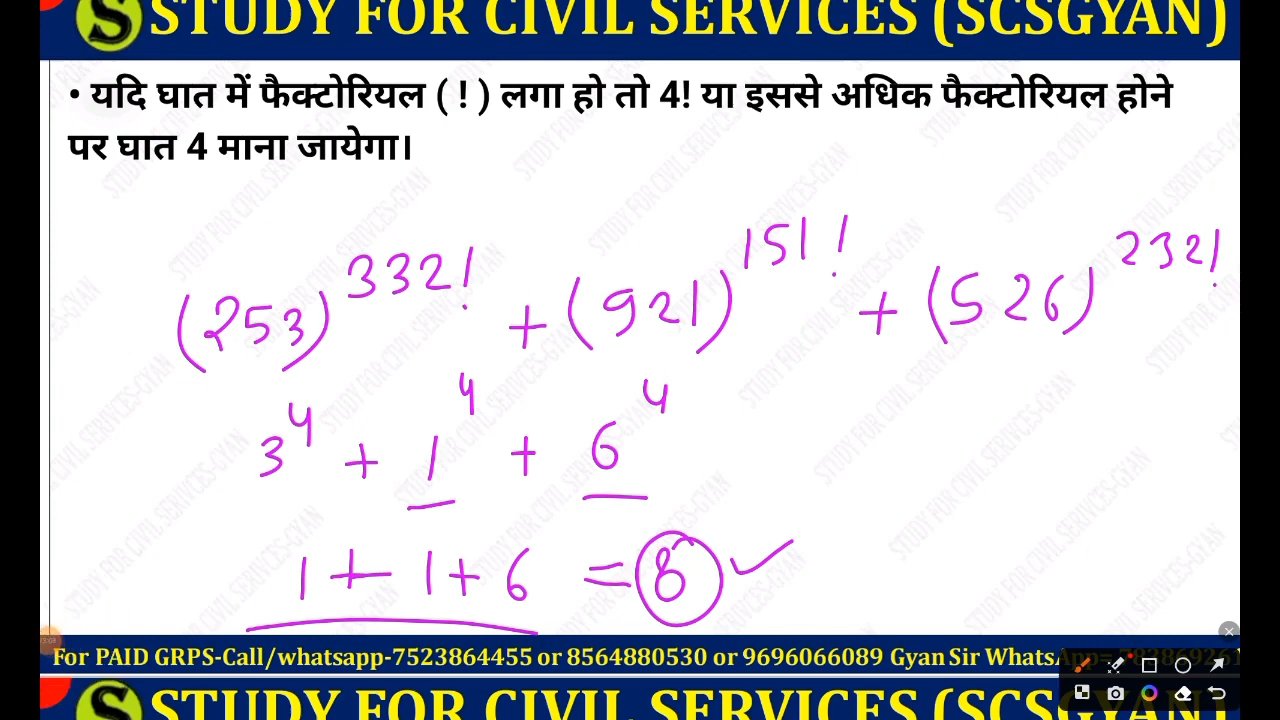 STUDY FOR CIVIL SERVICES (SCSGYAN)
• यदि घात में फैक्टोरियल ( ! ) लगा हो तो 4! या इससे अधिक फैक्टोरियल होने
पर घात 4 माना जायेगा।
(253)^332! + (921)^151! + (526)^232!
3^4 + 1^4 + 6^4
1 + 1 + 6 = 8 ✓
For PAID GRPS-Call/whatsapp-7523864455 or 8564880530 or 9696066089 Gyan Sir
STUDY FOR CIVIL SERVICES (SCSGYAN)